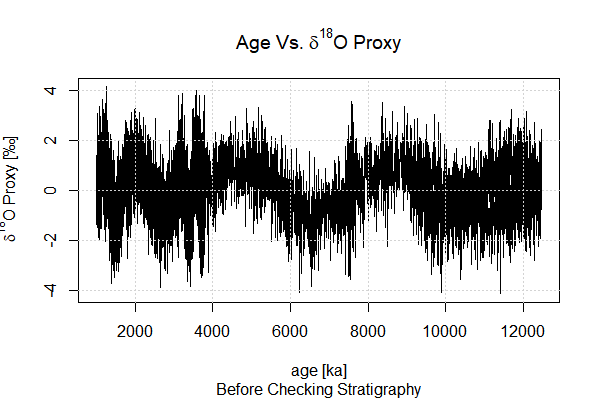 Age Vs. δ¹⁸O Proxy
δ¹⁸O Proxy [‰]
4
2
0
-2
-4
2000 4000 6000 8000 10000 12000
age [ka]
Before Checking Stratigraphy